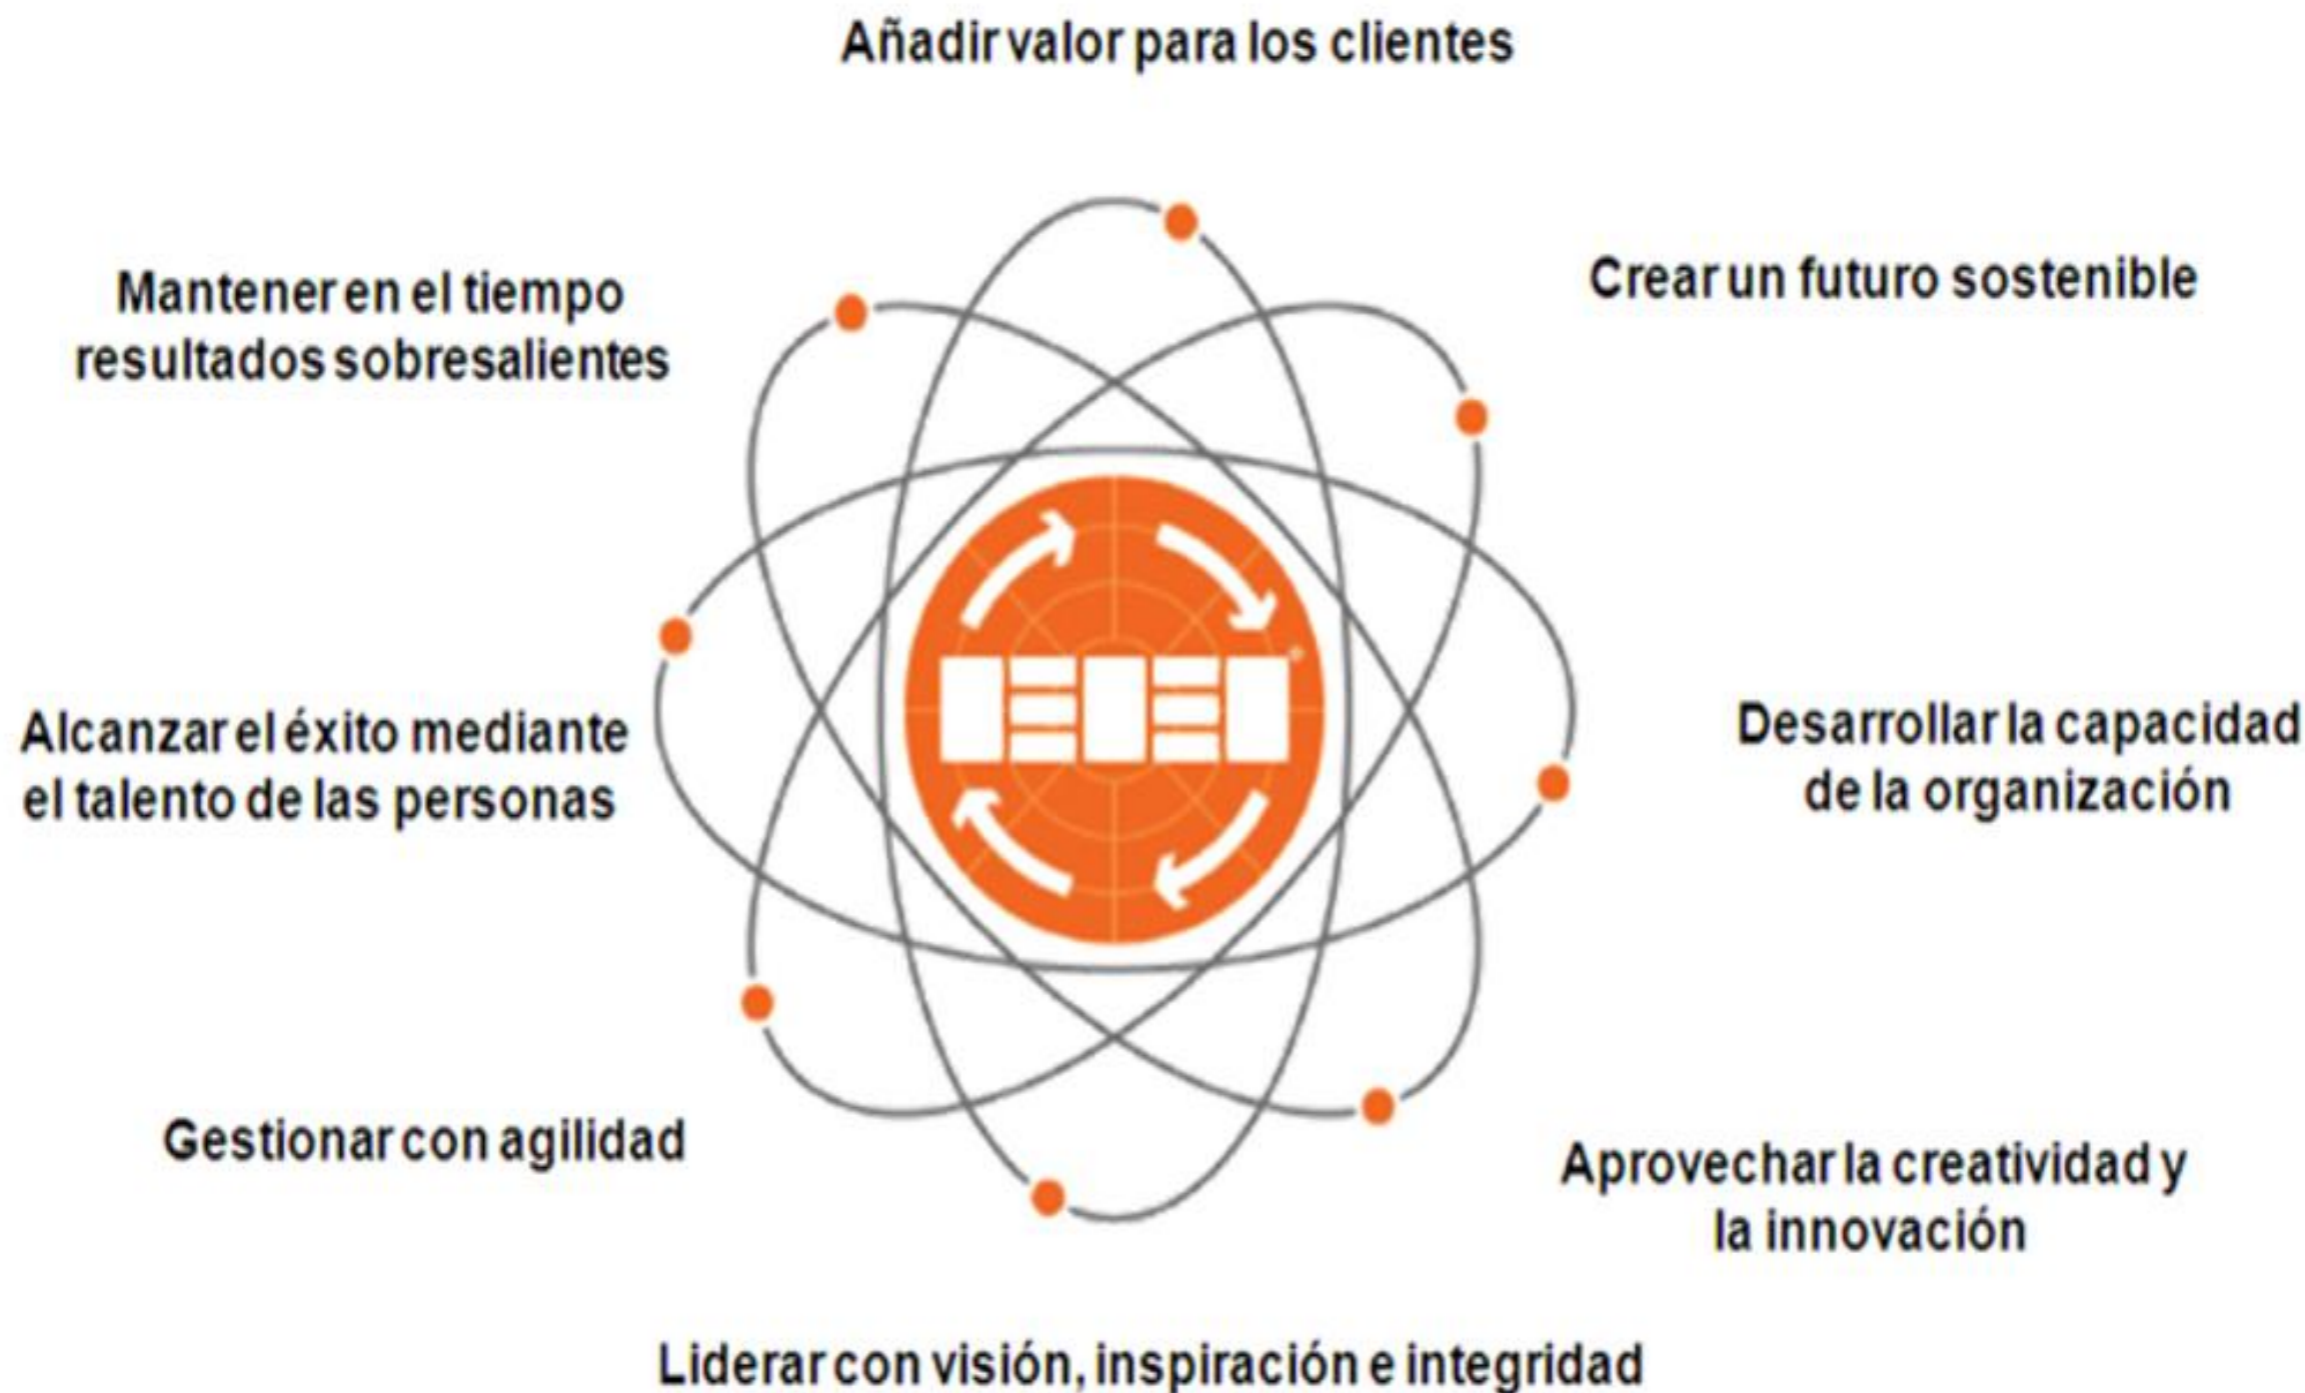 Añadir valor para los clientes
Mantener en el tiempo
resultados sobresalientes
Crear un futuro sostenible
Alcanzar el éxito mediante
el talento de las personas
Desarrollar la capacidad
de la organización
Gestionar con agilidad
Aprovechar la creatividad y
la innovación
Liderar con visión, inspiración e integridad